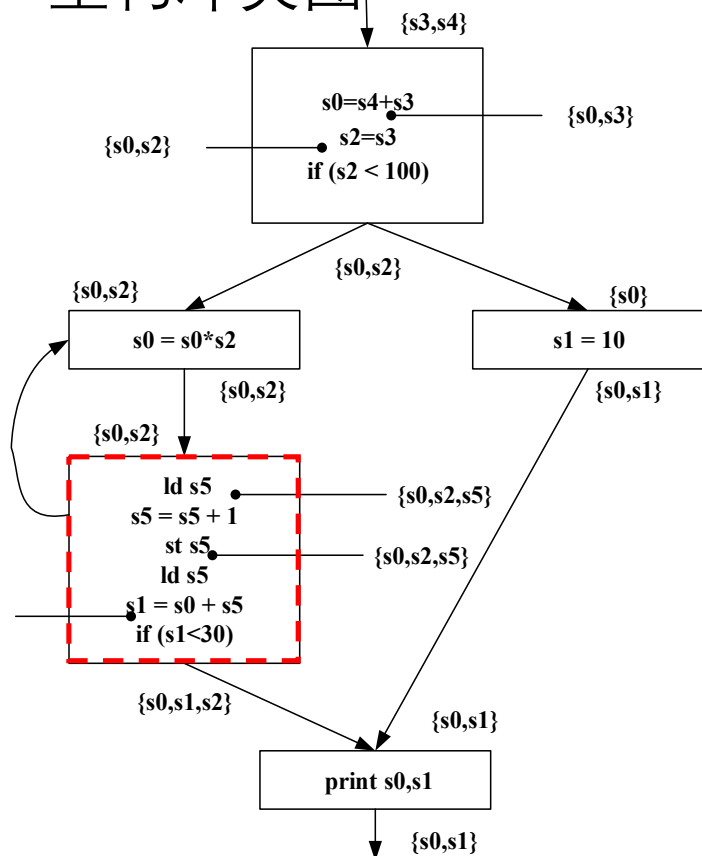 {s3,s4}
s0=s4+s3
{s0,s3}
s2=s3
{s0,s2}
if (s2 < 100)
{s0,s2}
{s0,s2}
{s0}
s0 = s0*s2
s1 = 10
{s0,s2}
{s0,s1}
{s0,s2}
ld s5
{s0,s2,s5}
s5 = s5 + 1
st s5
{s0,s2,s5}
ld s5
s1 = s0 + s5
if (s1<30)
{s0,s1,s2}
{s0,s1}
print s0,s1
{s0,s1}